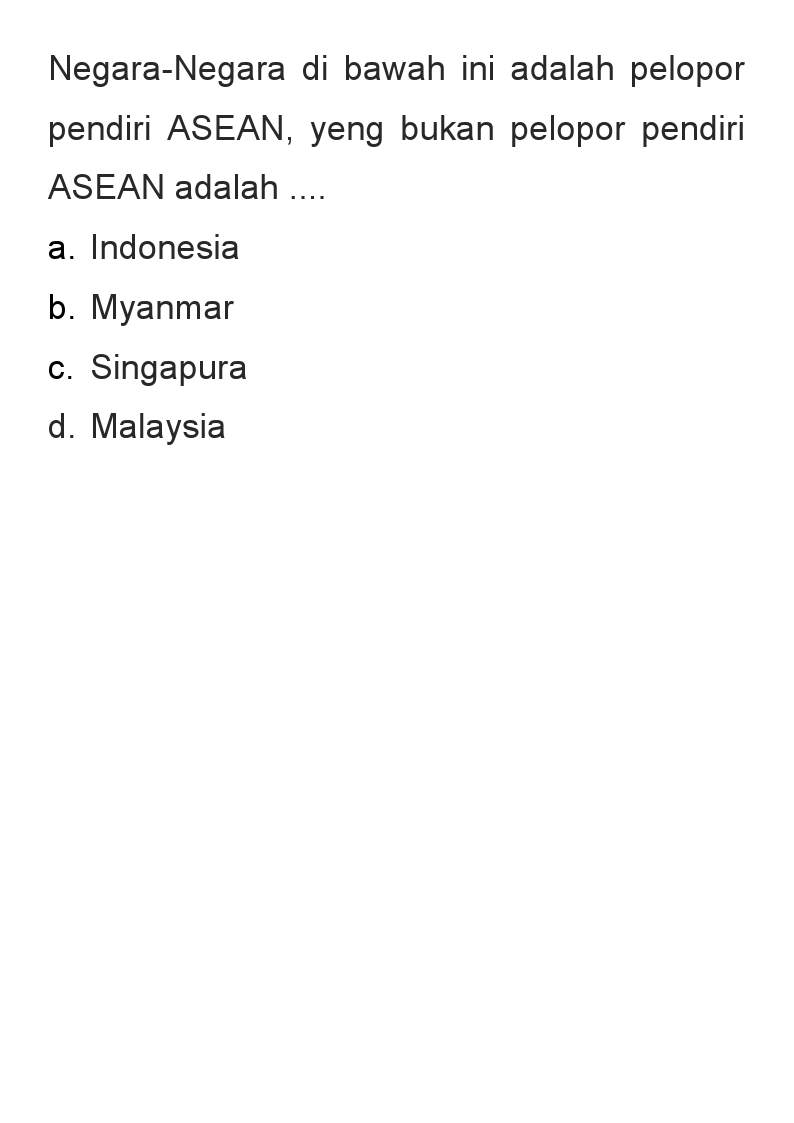 Negara-Negara di bawah ini adalah pelopor
pendiri ASEAN, yeng bukan pelopor pendiri
ASEAN adalah ....
a. Indonesia
b. Myanmar
c. Singapura
d. Malaysia